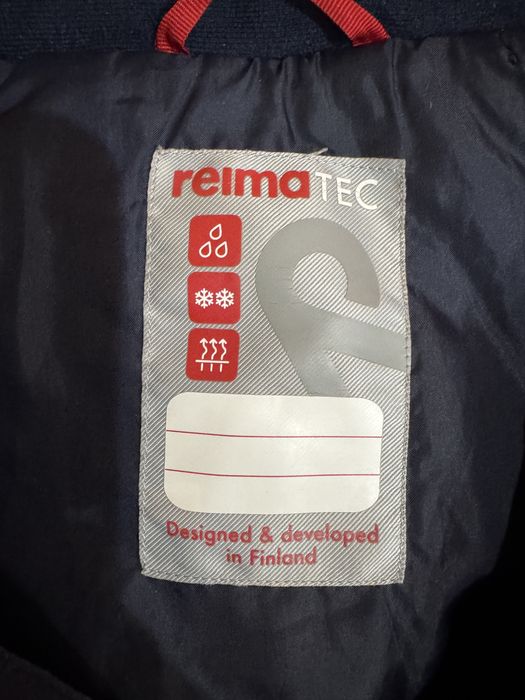 reimaTEC
Designed & developed
in Finland